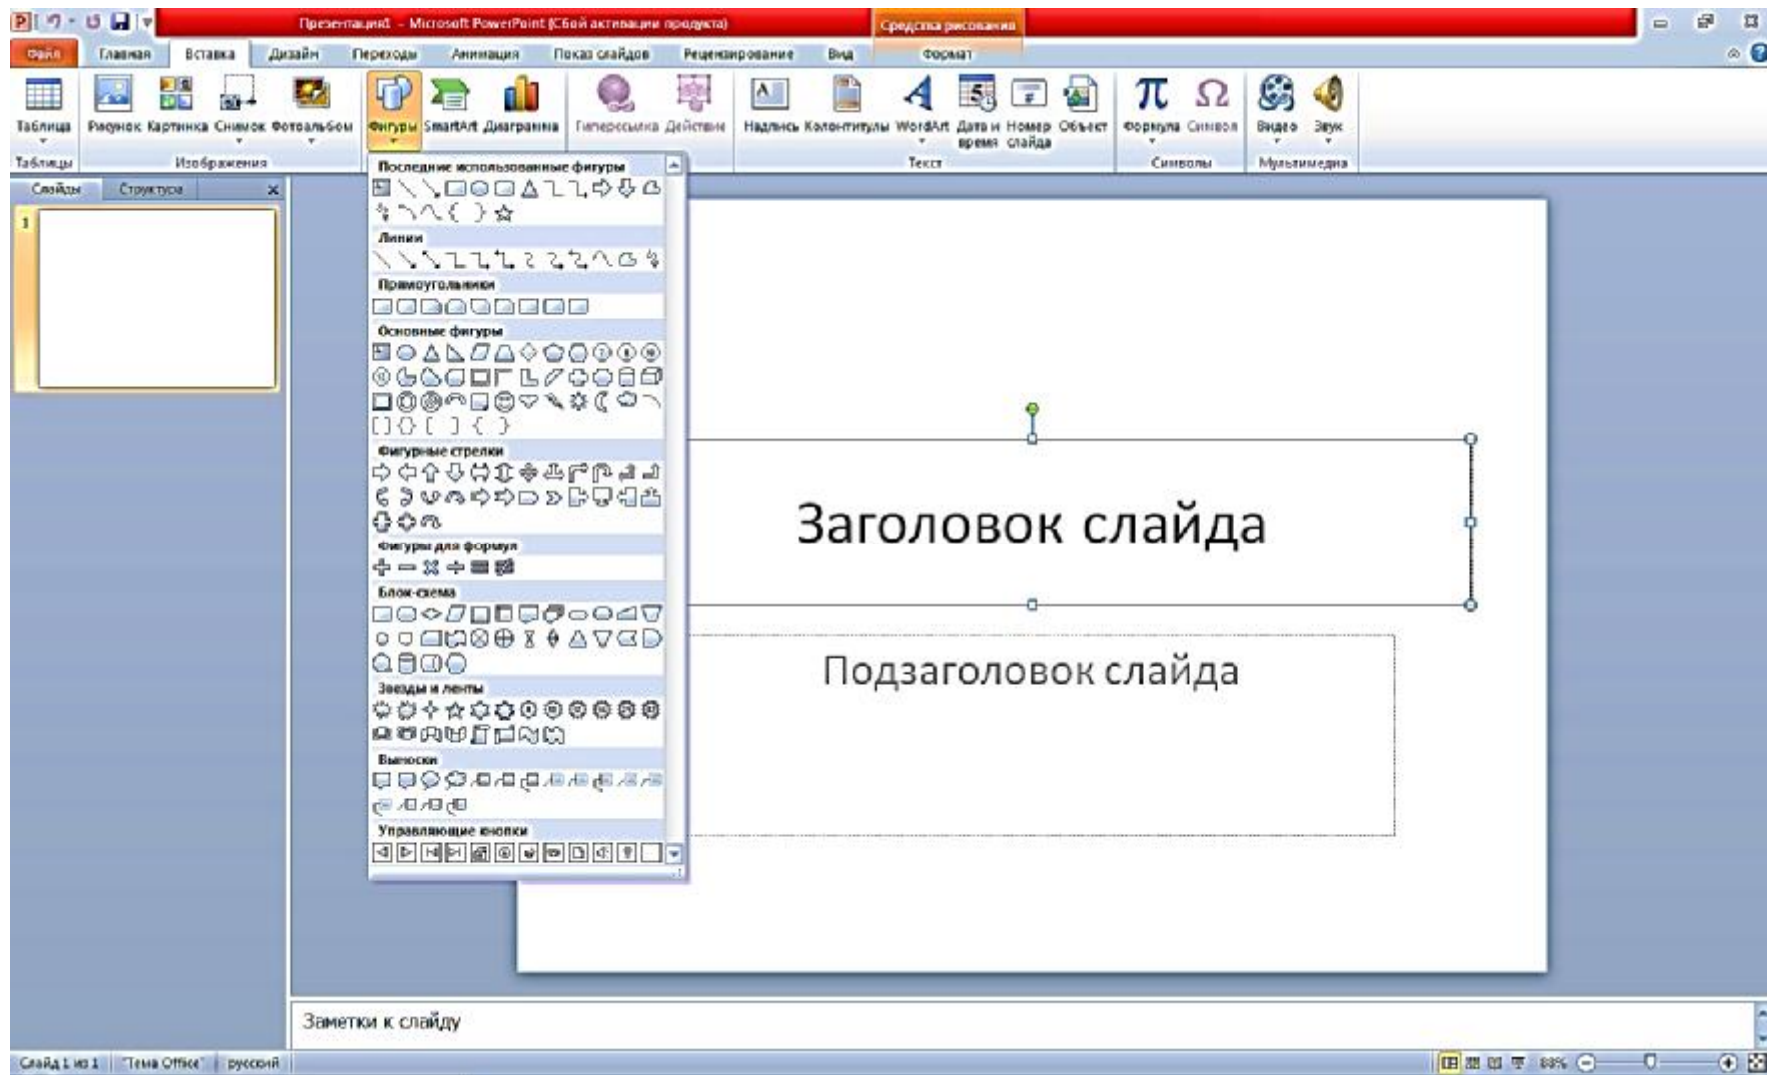 Презентация1 - Microsoft PowerPoint (Сбой активации продукта)
Средства рисования
Файл Главная Вставка Дизайн Переходы Анимация Показ слайдов Рецензирование Вид Формат
Таблица Рисунок Картинка Снимок Фотоальбом Фигуры SmartArt Диаграмма Гиперссылка Действие Надпись Колонтитулы WordArt Дата и время Номер слайда Объект Формула Символ Видео Звук
Таблицы Изображения Текст Символы Мультимедиа
Слайды Структура
1
Последние использованные фигуры
Линии
Прямоугольники
Основные фигуры
Фигурные стрелки
Фигуры для формул
Блок-схема
Звезды и ленты
Выноски
Управляющие кнопки
Заголовок слайда
Подзаголовок слайда
Заметки к слайду
Слайд 1 из 1 "Тема Office" русский 88%